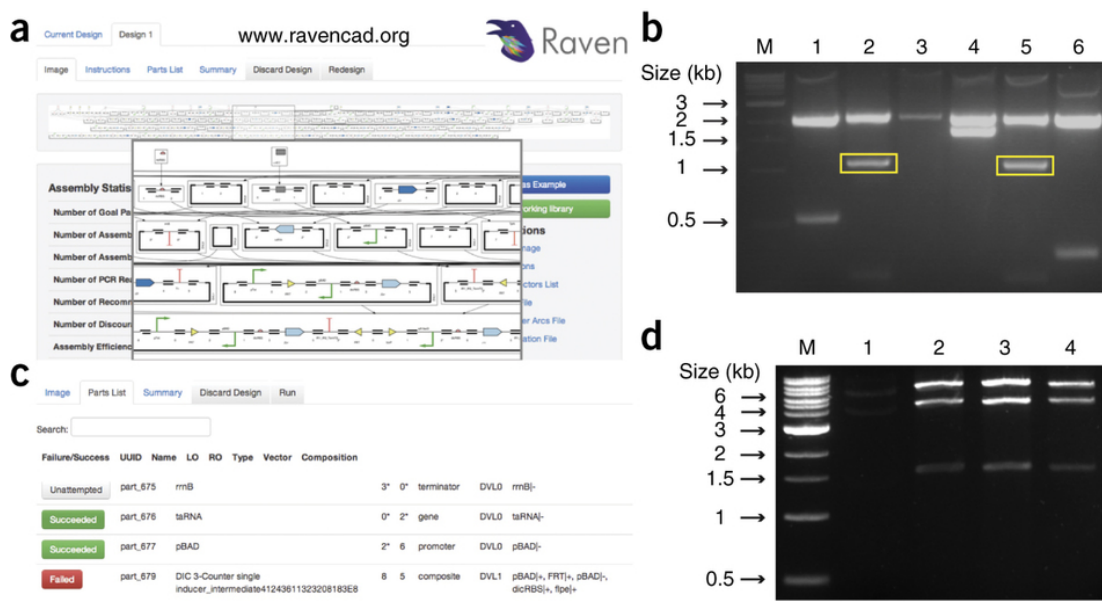 a
Current Design Design 1 www.ravencad.org Raven
Image Instructions Parts List Summary Discard Design Redesign
Assembly Statis
Number of Goal Pa
Number of Assemb
Number of Assemb
Number of PCR Re
Number of Recomm
Number of Discour
Assembly Efficienc
as Example
working library
tions
mage
ons
ctors List
File
er Arcs File
ation File
b
M 1 2 3 4 5 6
Size (kb)
3 →
2 →
1.5 →
1 →
0.5 →
c
Image Parts List Summary Discard Design Run
Search:
Failure/Success UUID Name LO RO Type Vector Composition
Unattempted part_675 rrnB 3* 0* terminator DVL0 rrnB|-
Succeeded part_676 taRNA 0* 2* gene DVL0 taRNA|-
Succeeded part_677 pBAD 2* 6 promoter DVL0 pBAD|-
Failed part_679 DIC 3-Counter single 8 5 composite DVL1 pBAD|+, FRT|+, pBAD|-,
inducer_intermediate41243611323208183E8 dicRBS|+, flpe|+
d
M 1 2 3 4
Size (kb)
6 →
4 →
3 →
2 →
1.5 →
1 →
0.5 →